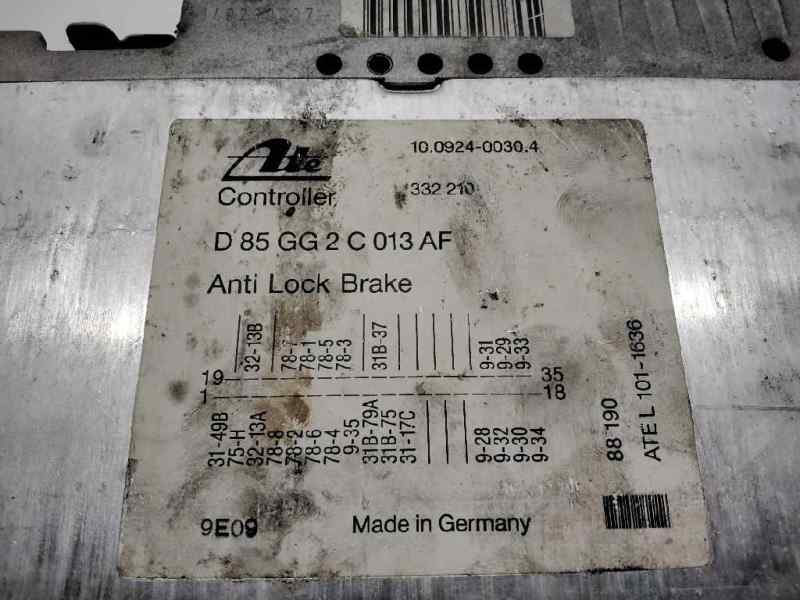 Ate
10.0924-0030.4
Controller
332 210
D 85 GG 2 C 013 AF
Anti Lock Brake
32-13B
78-7
78-1
78-5
78-3
31B-37
9-31
9-29
9-33
19
35
1
18
31-49B
75-H
32-13A
78-8
78-2
78-6
78-4
9-35
31B-79A
31B-75
31-17C
9-28
9-32
9-30
9-34
88 190
ATE L 101-1636
9E09
Made in Germany